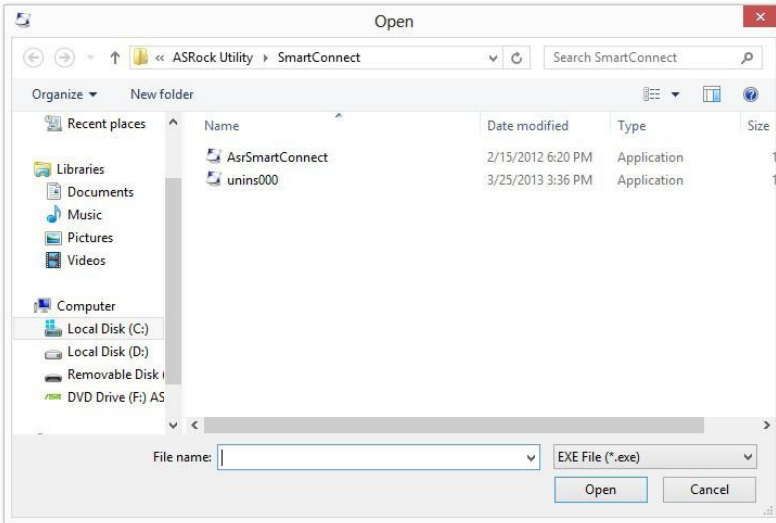 Open
« ASRock Utility ▸ SmartConnect
Search SmartConnect
Organize
New folder
Name
Date modified
Type
Size
AsrSmartConnect
2/15/2012 6:20 PM
Application
1
unins000
3/25/2013 3:36 PM
Application
1
Recent places
Libraries
Documents
Music
Pictures
Videos
Computer
Local Disk (C:)
Local Disk (D:)
Removable Disk (
DVD Drive (F:) AS
File name:
EXE File (*.exe)
Open
Cancel